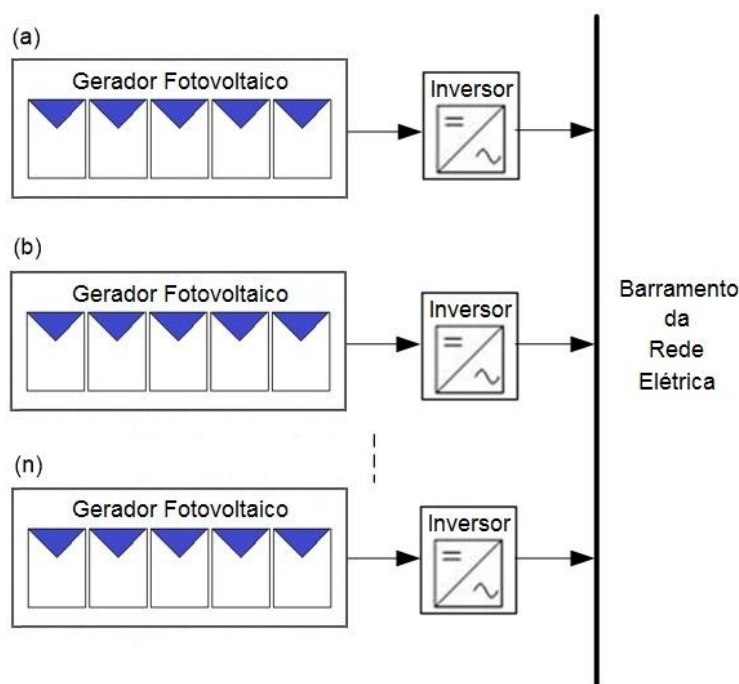 (a)
Gerador Fotovoltaico
Inversor
(b)
Gerador Fotovoltaico
Inversor
Barramento
da
Rede
Elétrica
(n)
Gerador Fotovoltaico
Inversor